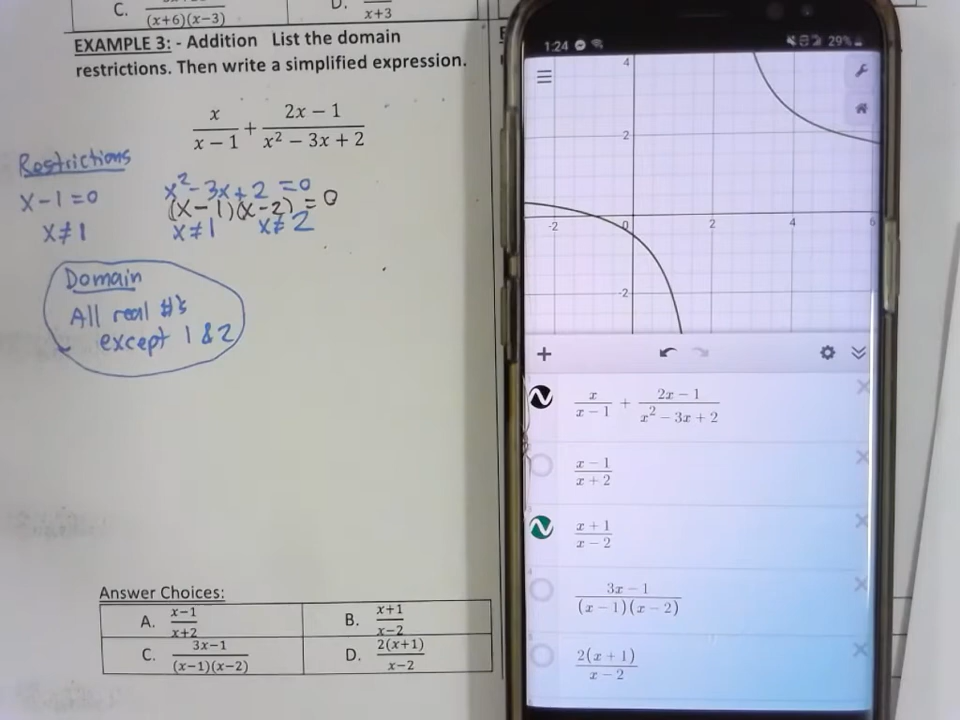 C. (x+6)(x−3)
D. x+3
EXAMPLE 3: - Addition List the domain
restrictions. Then write a simplified expression.
x/(x − 1) + (2x − 1)/(x² − 3x + 2)
Restrictions
x − 1 = 0
x ≠ 1
x² − 3x + 2 = 0
(x − 1)(x − 2) = 0
x ≠ 1 x ≠ 2
Domain
All real #'s
except 1 & 2
Answer Choices:
A. (x−1)/(x+2)
B. (x+1)/(x−2)
C. (3x−1)/((x−1)(x−2))
D. 2(x+1)/(x−2)
1:24 29%
4
2
-2 0 2 4 6
-2
x/(x − 1) + (2x − 1)/(x² − 3x + 2)
(x − 1)/(x + 2)
(x + 1)/(x − 2)
(3x − 1)/((x − 1)(x − 2))
2(x + 1)/(x − 2)